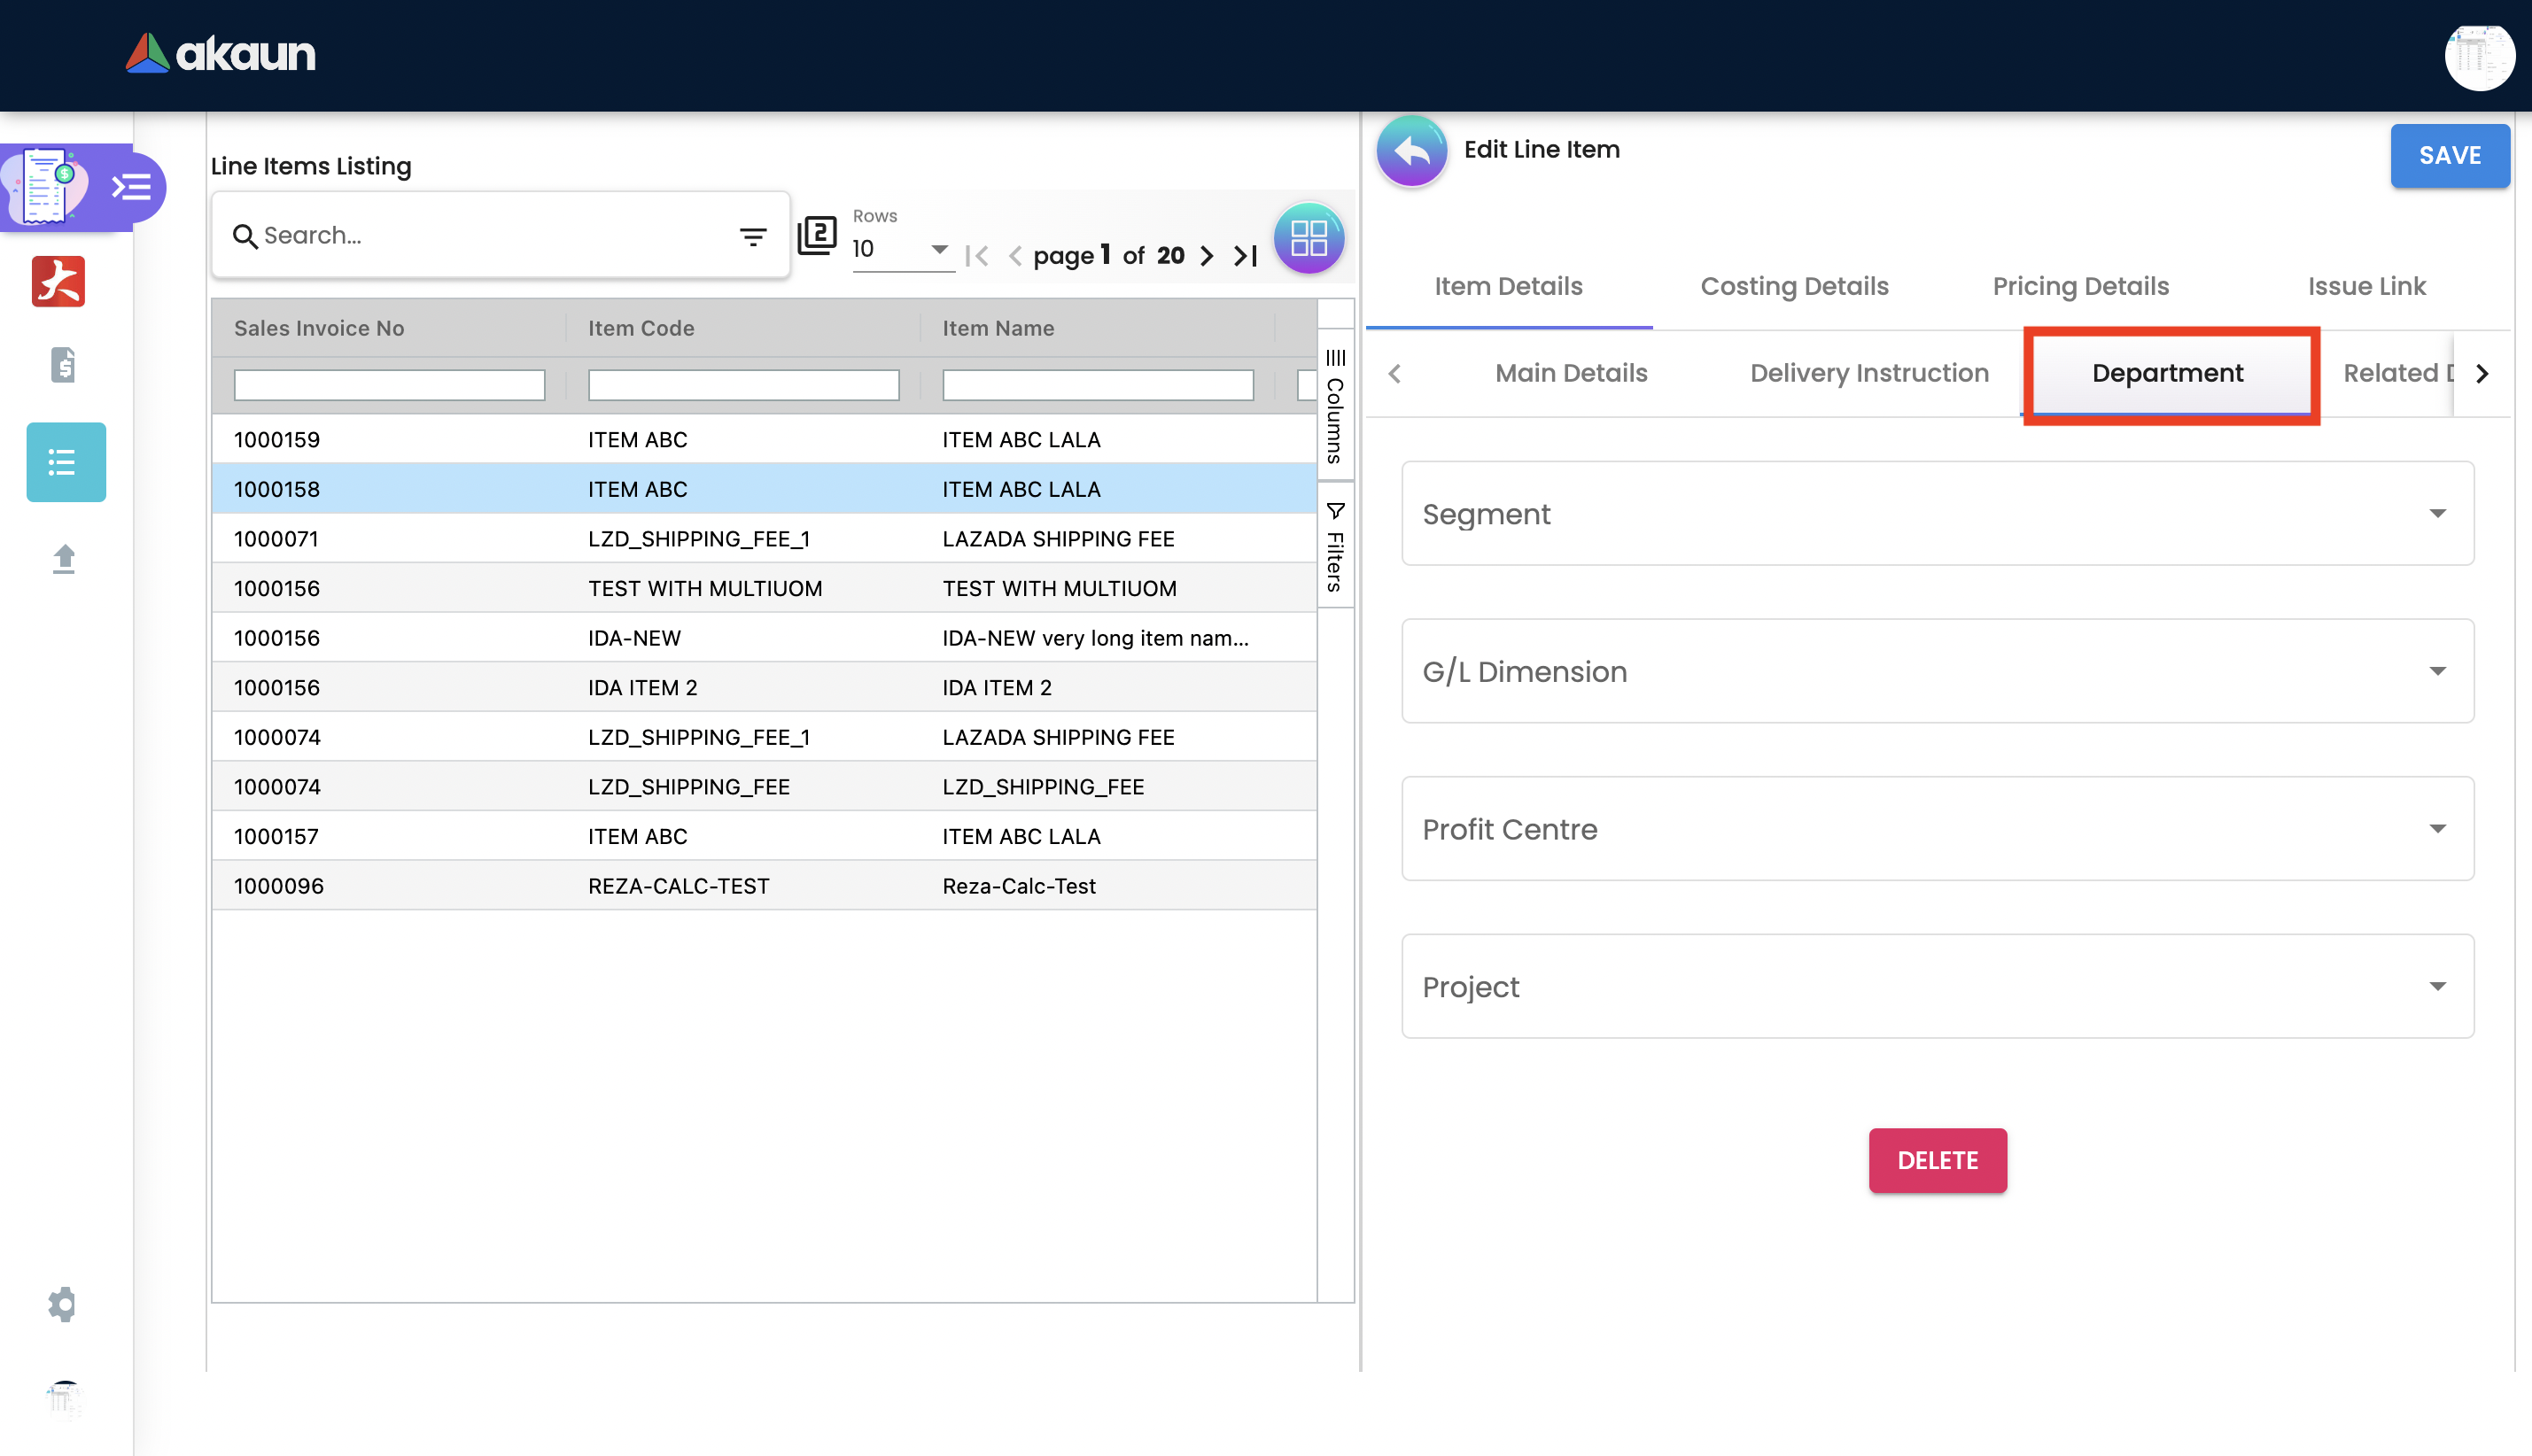 akaun
Line Items Listing
Search...
2
Rows
10
page 1 of 20
Sales Invoice No Item Code Item Name
1000159 ITEM ABC ITEM ABC LALA
1000158 ITEM ABC ITEM ABC LALA
1000071 LZD_SHIPPING_FEE_1 LAZADA SHIPPING FEE
1000156 TEST WITH MULTIUOM TEST WITH MULTIUOM
1000156 IDA-NEW IDA-NEW very long item nam...
1000156 IDA ITEM 2 IDA ITEM 2
1000074 LZD_SHIPPING_FEE_1 LAZADA SHIPPING FEE
1000074 LZD_SHIPPING_FEE LZD_SHIPPING_FEE
1000157 ITEM ABC ITEM ABC LALA
1000096 REZA-CALC-TEST Reza-Calc-Test
Columns
Filters
Edit Line Item
SAVE
Item Details Costing Details Pricing Details Issue Link
Main Details Delivery Instruction Department Related
Segment
G/L Dimension
Profit Centre
Project
DELETE